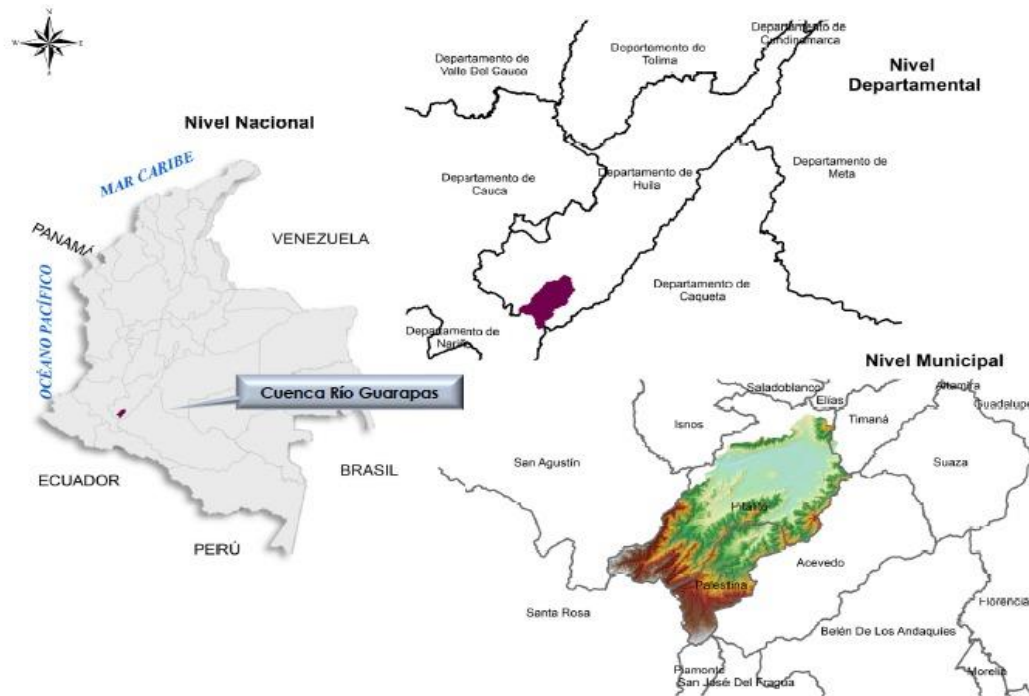 N
W
E
S
Nivel Nacional
MAR CARIBE
PANAMÁ
VENEZUELA
OCÉANO PACÍFICO
Cuenca Río Guarapas
ECUADOR
BRASIL
PEIRÚ
Departamento de
Cundinamarca
Departamento do
Tolima
Departamento de
Valle Del Cauca
Nivel
Departamental
Departamento de
Meta
Departamento de
Huila
Departamento de
Cauca
Departamento de
Caqueta
Departamento de
Nariño
Nivel Municipal
Saladoblanco
Elías
Altamira
Guadalupe
Isnos
Timaná
San Agustín
Suaza
Pitalito
Acevedo
Palestina
Santa Rosa
Florencia
Belén De Los Andaquies
Piamonte
San José Del Fragua
Morelia